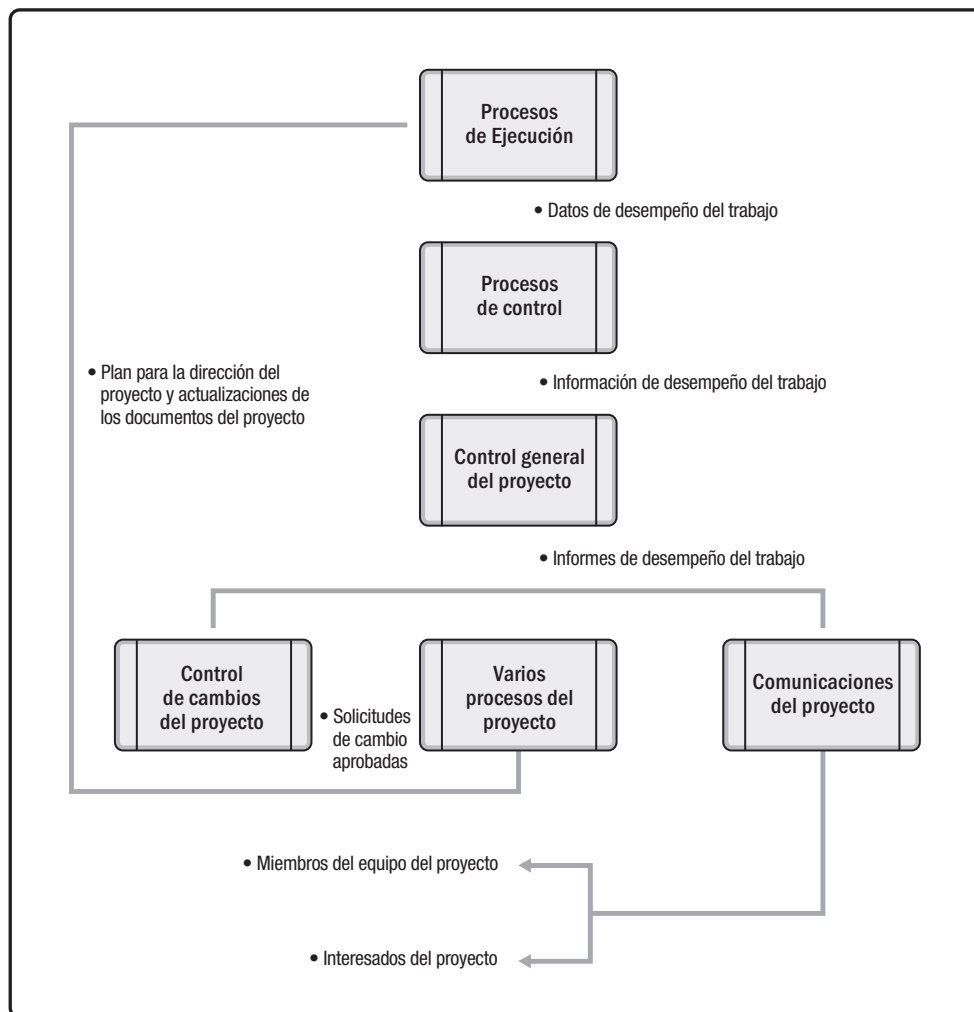 Procesos
de Ejecución
• Datos de desempeño del trabajo
Procesos
de control
• Plan para la dirección del
proyecto y actualizaciones de
los documentos del proyecto
• Información de desempeño del trabajo
Control general
del proyecto
• Informes de desempeño del trabajo
Control
de cambios
del proyecto
• Solicitudes
de cambio
aprobadas
Varios
procesos del
proyecto
Comunicaciones
del proyecto
• Miembros del equipo del proyecto
• Interesados del proyecto